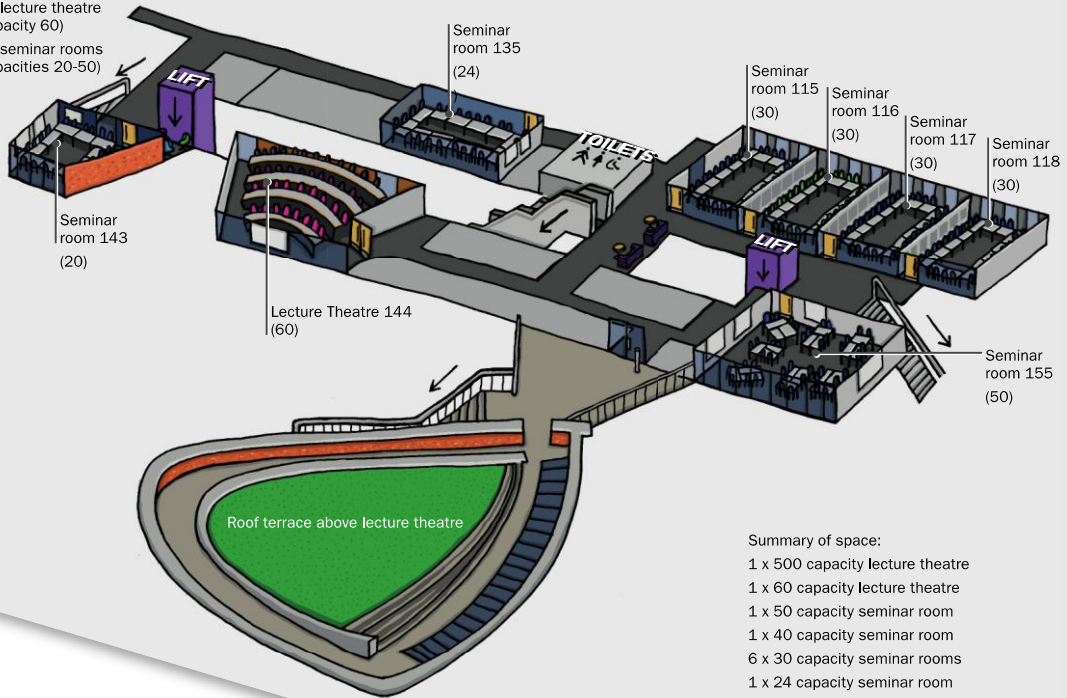 lecture theatre
60)
seminar rooms
20-50)
LIFT
Seminar
room 135
(24)
TOILETS
Seminar
room 115
(30)
Seminar
room 116
(30)
Seminar
room 117
(30)
Seminar
room 118
(30)
Seminar
room 143
(20)
Lecture Theatre 144
(60)
LIFT
Seminar
room 155
(50)
Roof terrace above lecture theatre
Summary of space:
1 x 500 capacity lecture theatre
1 x 60 capacity lecture theatre
1 x 50 capacity seminar room
1 x 40 capacity seminar room
6 x 30 capacity seminar rooms
1 x 24 capacity seminar room